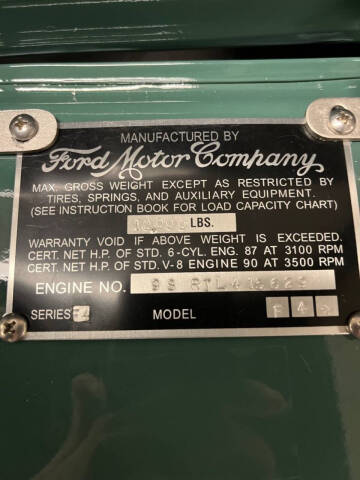 MANUFACTURED BY
Ford Motor Company
MAX. GROSS WEIGHT EXCEPT AS RESTRICTED BY
TIRES, SPRINGS, AND AUXILIARY EQUIPMENT.
(SEE INSTRUCTION BOOK FOR LOAD CAPACITY CHART)
LBS.
WARRANTY VOID IF ABOVE WEIGHT IS EXCEEDED.
CERT. NET H.P. OF STD. 6-CYL. ENG. 87 AT 3100 RPM
CERT. NET H.P. OF STD. V-8 ENGINE 90 AT 3500 RPM
ENGINE NO. 98
SERIES MODEL F 4